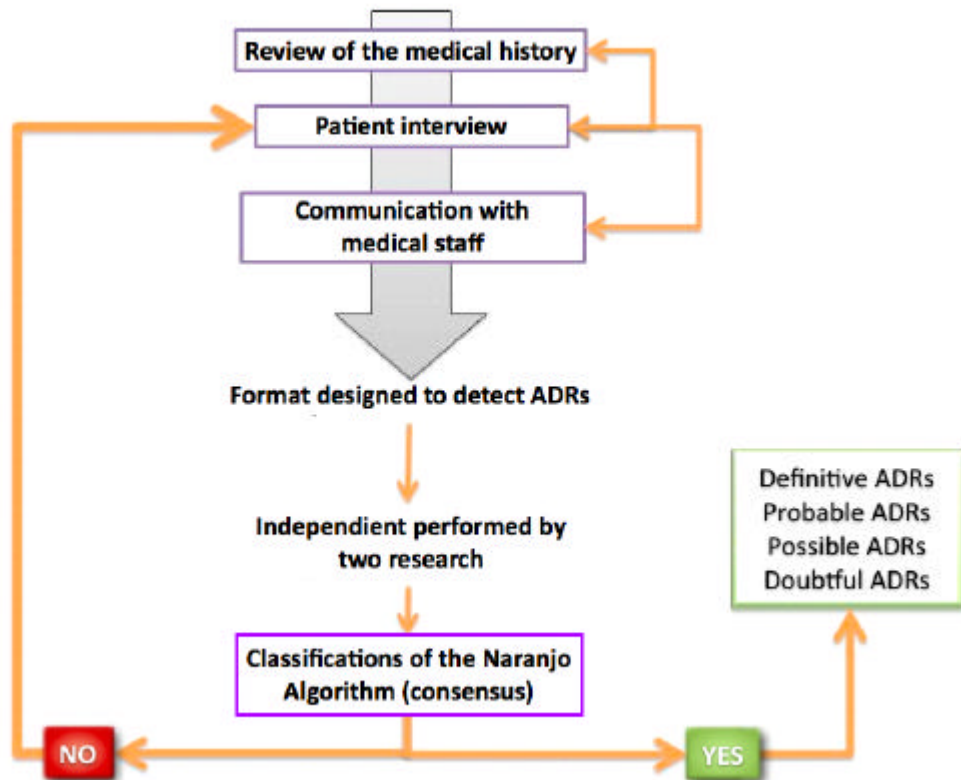 Review of the medical history
Patient interview
Communication with
medical staff
Format designed to detect ADRs
Independient performed by
two research
Classifications of the Naranjo
Algorithm (consensus)
NO
YES
Definitive ADRs
Probable ADRs
Possible ADRs
Doubtful ADRs